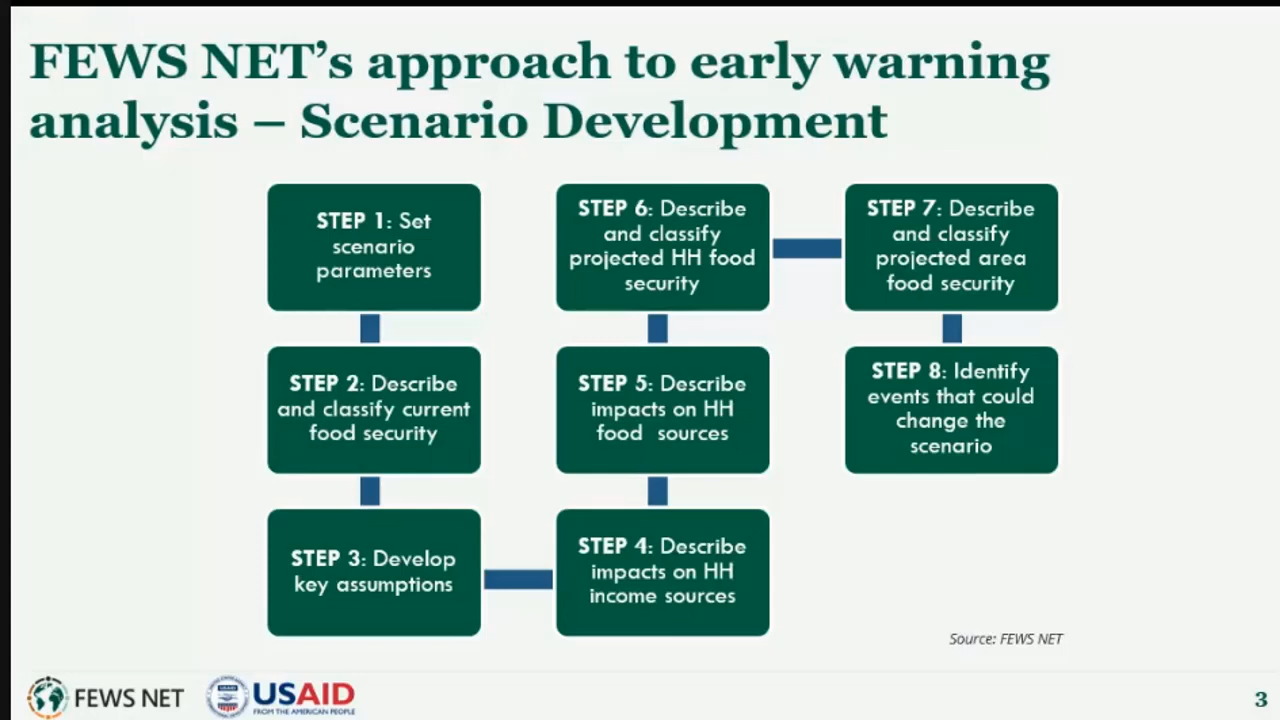 FEWS NET’s approach to early warning
analysis – Scenario Development
STEP 1: Set
scenario
parameters
STEP 2: Describe
and classify current
food security
STEP 3: Develop
key assumptions
STEP 4: Describe
impacts on HH
income sources
STEP 5: Describe
impacts on HH
food sources
STEP 6: Describe
and classify
projected HH food
security
STEP 7: Describe
and classify
projected area
food security
STEP 8: Identify
events that could
change the
scenario
Source: FEWS NET
FEWS NET
USAID
USAID
FROM THE AMERICAN PEOPLE
3